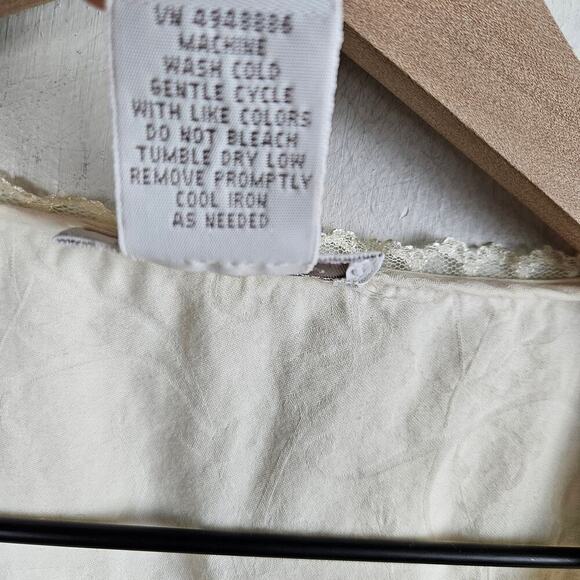 VN 4948886
MACHINE
WASH COLD
GENTLE CYCLE
WITH LIKE COLORS
DO NOT BLEACH
TUMBLE DRY LOW
REMOVE PROMPTLY
COOL IRON
AS NEEDED